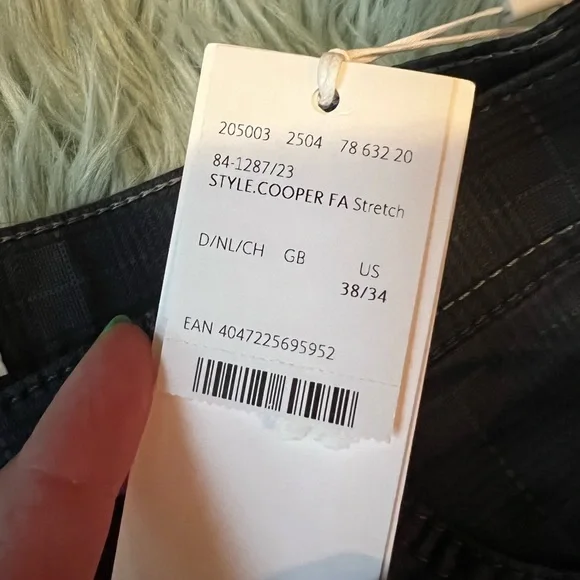 205003 2504 78 632 20
84-1287/23
STYLE.COOPER FA Stretch
D/NL/CH GB US
38/34
EAN 4047225695952